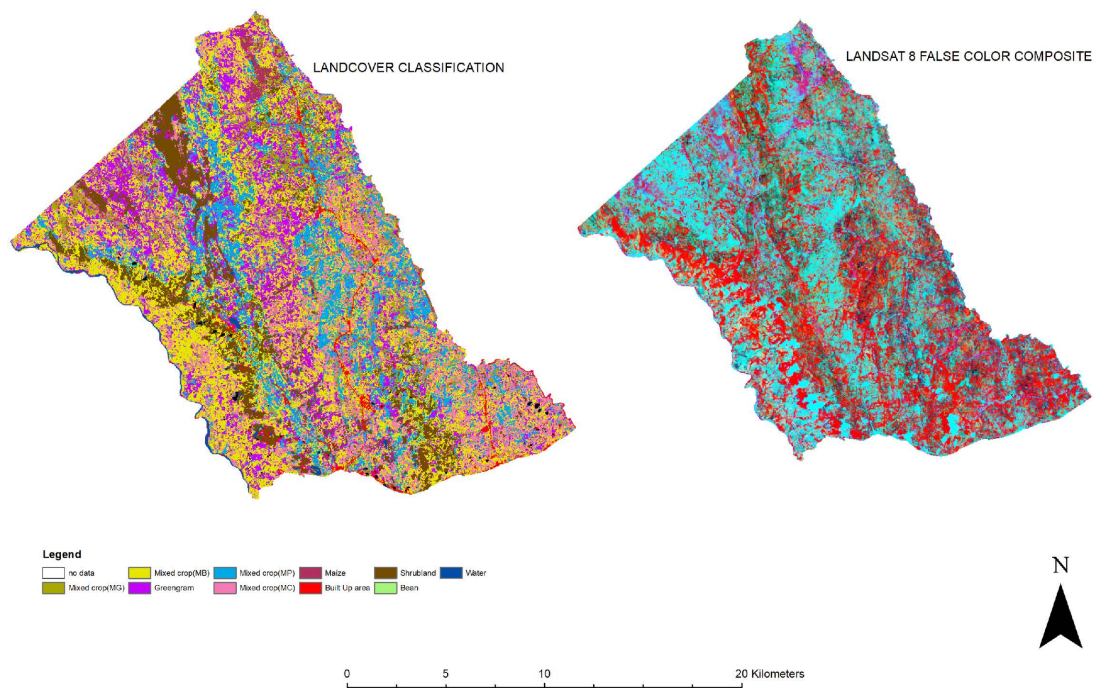 LANDCOVER CLASSIFICATION
LANDSAT 8 FALSE COLOR COMPOSITE
Legend
no data
Mixed crop(MB)
Mixed crop(MP)
Maize
Shrubland
Water
Mixed crop(MG)
Greengram
Mixed crop(MC)
Built Up area
Bean
N
0 5 10 20 Kilometers